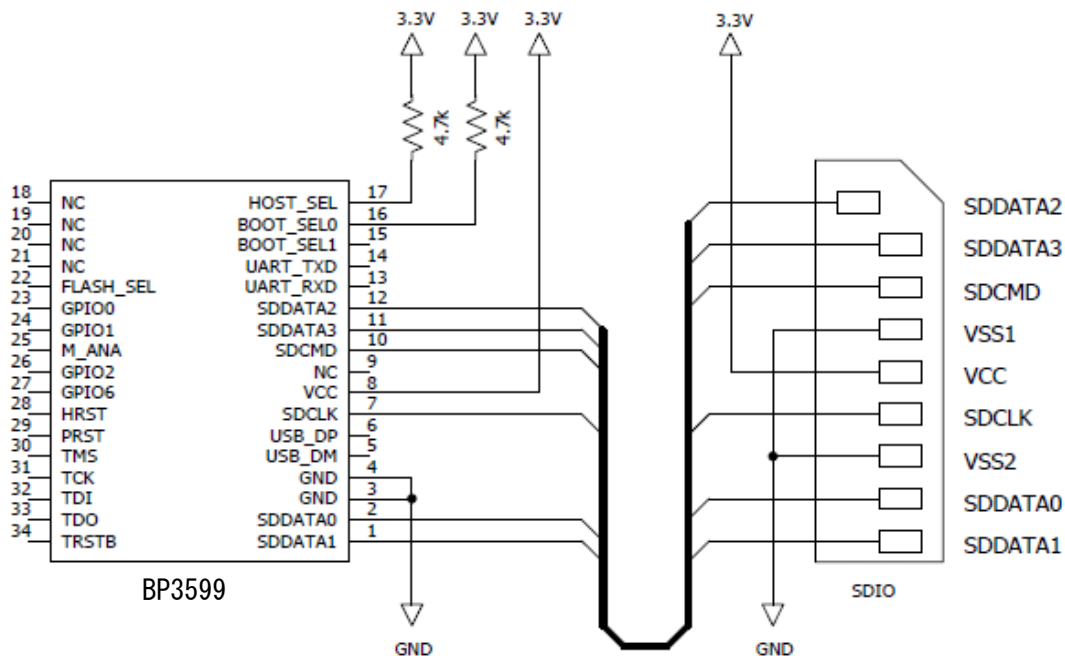 3.3V 3.3V 3.3V 3.3V
4.7k 4.7k
18 NC HOST_SEL 17
19 NC BOOT_SEL0 16
20 NC BOOT_SEL1 15
21 NC UART_TXD 14
22 FLASH_SEL UART_RXD 13
23 GPIO0 SDDATA2 12
24 GPIO1 SDDATA3 11
25 M_ANA SDCMD 10
26 GPIO2 NC 9
27 GPIO6 VCC 8
28 HRST SDCLK 7
29 PRST USB_DP 6
30 TMS USB_DM 5
31 TCK GND 4
32 TDI GND 3
33 TDO SDDATA0 2
34 TRSTB SDDATA1 1
BP3599
GND
SDDATA2
SDDATA3
SDCMD
VSS1
VCC
SDCLK
VSS2
SDDATA0
SDDATA1
SDIO
GND